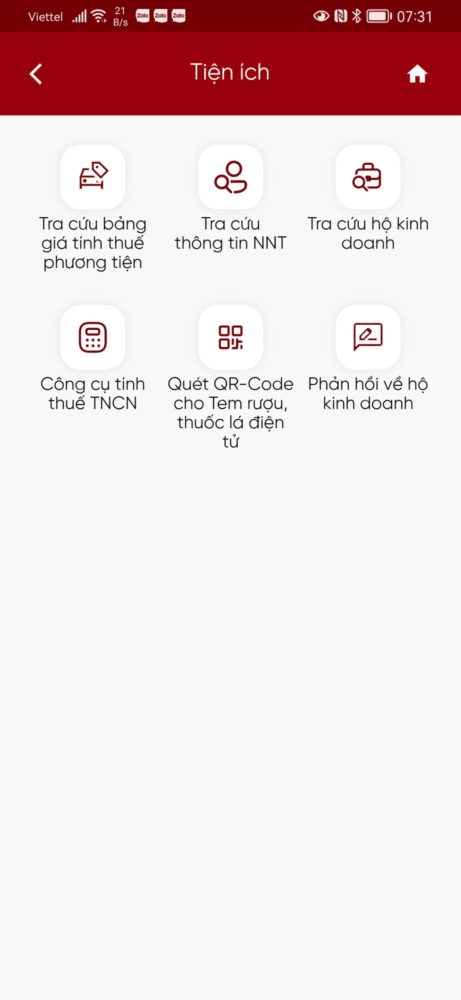 Viettel 21 B/s Zalo Zalo Zalo 07:31
Tiện ích
Tra cứu bảng
giá tính thuế
phương tiện
Tra cứu
thông tin NNT
Tra cứu hộ kinh
doanh
Công cụ tính
thuế TNCN
Quét QR-Code
cho Tem rượu,
thuốc lá điện
tử
Phản hồi về hộ
kinh doanh